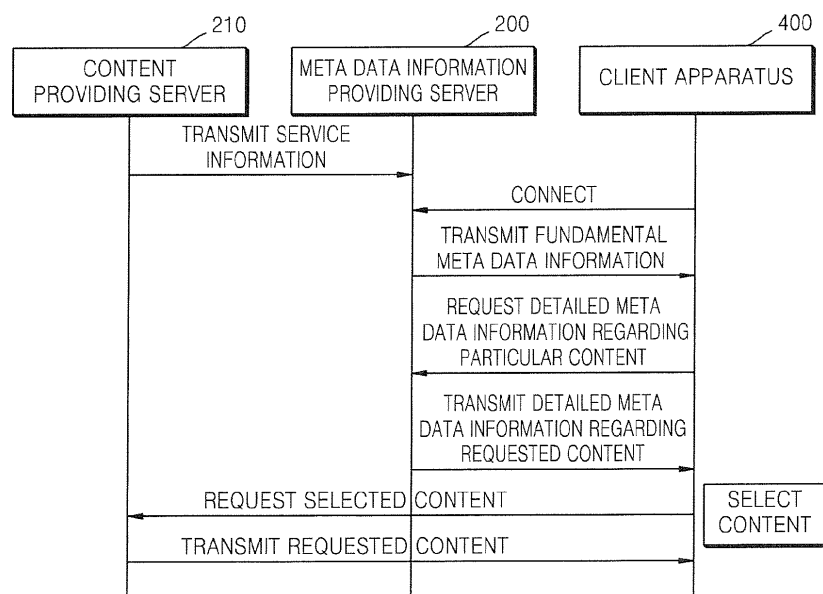 210
200
400
CONTENT
PROVIDING SERVER
META DATA INFORMATION
PROVIDING SERVER
CLIENT APPARATUS
TRANSMIT SERVICE
INFORMATION
CONNECT
TRANSMIT FUNDAMENTAL
META DATA INFORMATION
REQUEST DETAILED META
DATA INFORMATION REGARDING
PARTICULAR CONTENT
TRANSMIT DETAILED META
DATA INFORMATION REGARDING
REQUESTED CONTENT
REQUEST SELECTED CONTENT
SELECT
CONTENT
TRANSMIT REQUESTED CONTENT